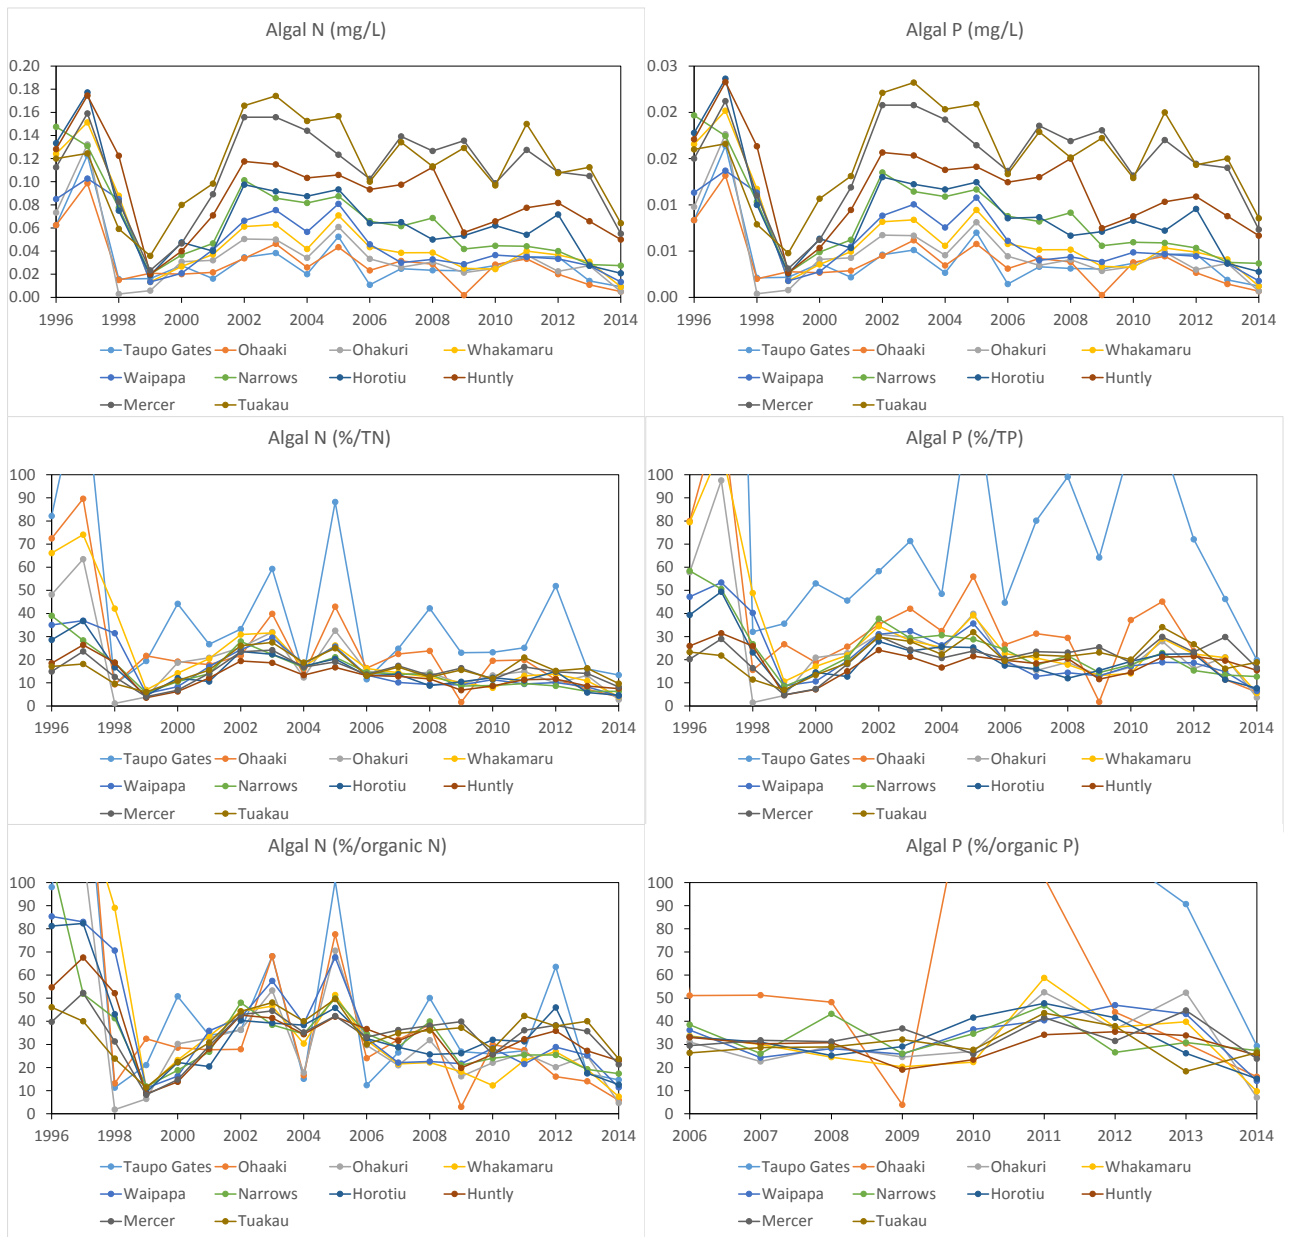 Algal N (mg/L)
0.20
0.18
0.16
0.14
0.12
0.10
0.08
0.06
0.04
0.02
0.00
1996 1998 2000 2002 2004 2006 2008 2010 2012 2014
Taupo Gates Ohaaki Ohakuri Whakamaru
Waipapa Narrows Horotiu Huntly
Mercer Tuakau
Algal P (mg/L)
0.03
0.02
0.02
0.01
0.01
0.00
1996 1998 2000 2002 2004 2006 2008 2010 2012 2014
Taupo Gates Ohaaki Ohakuri Whakamaru
Waipapa Narrows Horotiu Huntly
Mercer Tuakau
Algal N (%/TN)
100
90
80
70
60
50
40
30
20
10
0
1996 1998 2000 2002 2004 2006 2008 2010 2012 2014
Taupo Gates Ohaaki Ohakuri Whakamaru
Waipapa Narrows Horotiu Huntly
Mercer Tuakau
Algal P (%/TP)
100
90
80
70
60
50
40
30
20
10
0
1996 1998 2000 2002 2004 2006 2008 2010 2012 2014
Taupo Gates Ohaaki Ohakuri Whakamaru
Waipapa Narrows Horotiu Huntly
Mercer Tuakau
Algal N (%/organic N)
100
90
80
70
60
50
40
30
20
10
0
1996 1998 2000 2002 2004 2006 2008 2010 2012 2014
Taupo Gates Ohaaki Ohakuri Whakamaru
Waipapa Narrows Horotiu Huntly
Mercer Tuakau
Algal P (%/organic P)
100
90
80
70
60
50
40
30
20
10
0
2006 2007 2008 2009 2010 2011 2012 2013 2014
Taupo Gates Ohaaki Ohakuri Whakamaru
Waipapa Narrows Horotiu Huntly
Mercer Tuakau